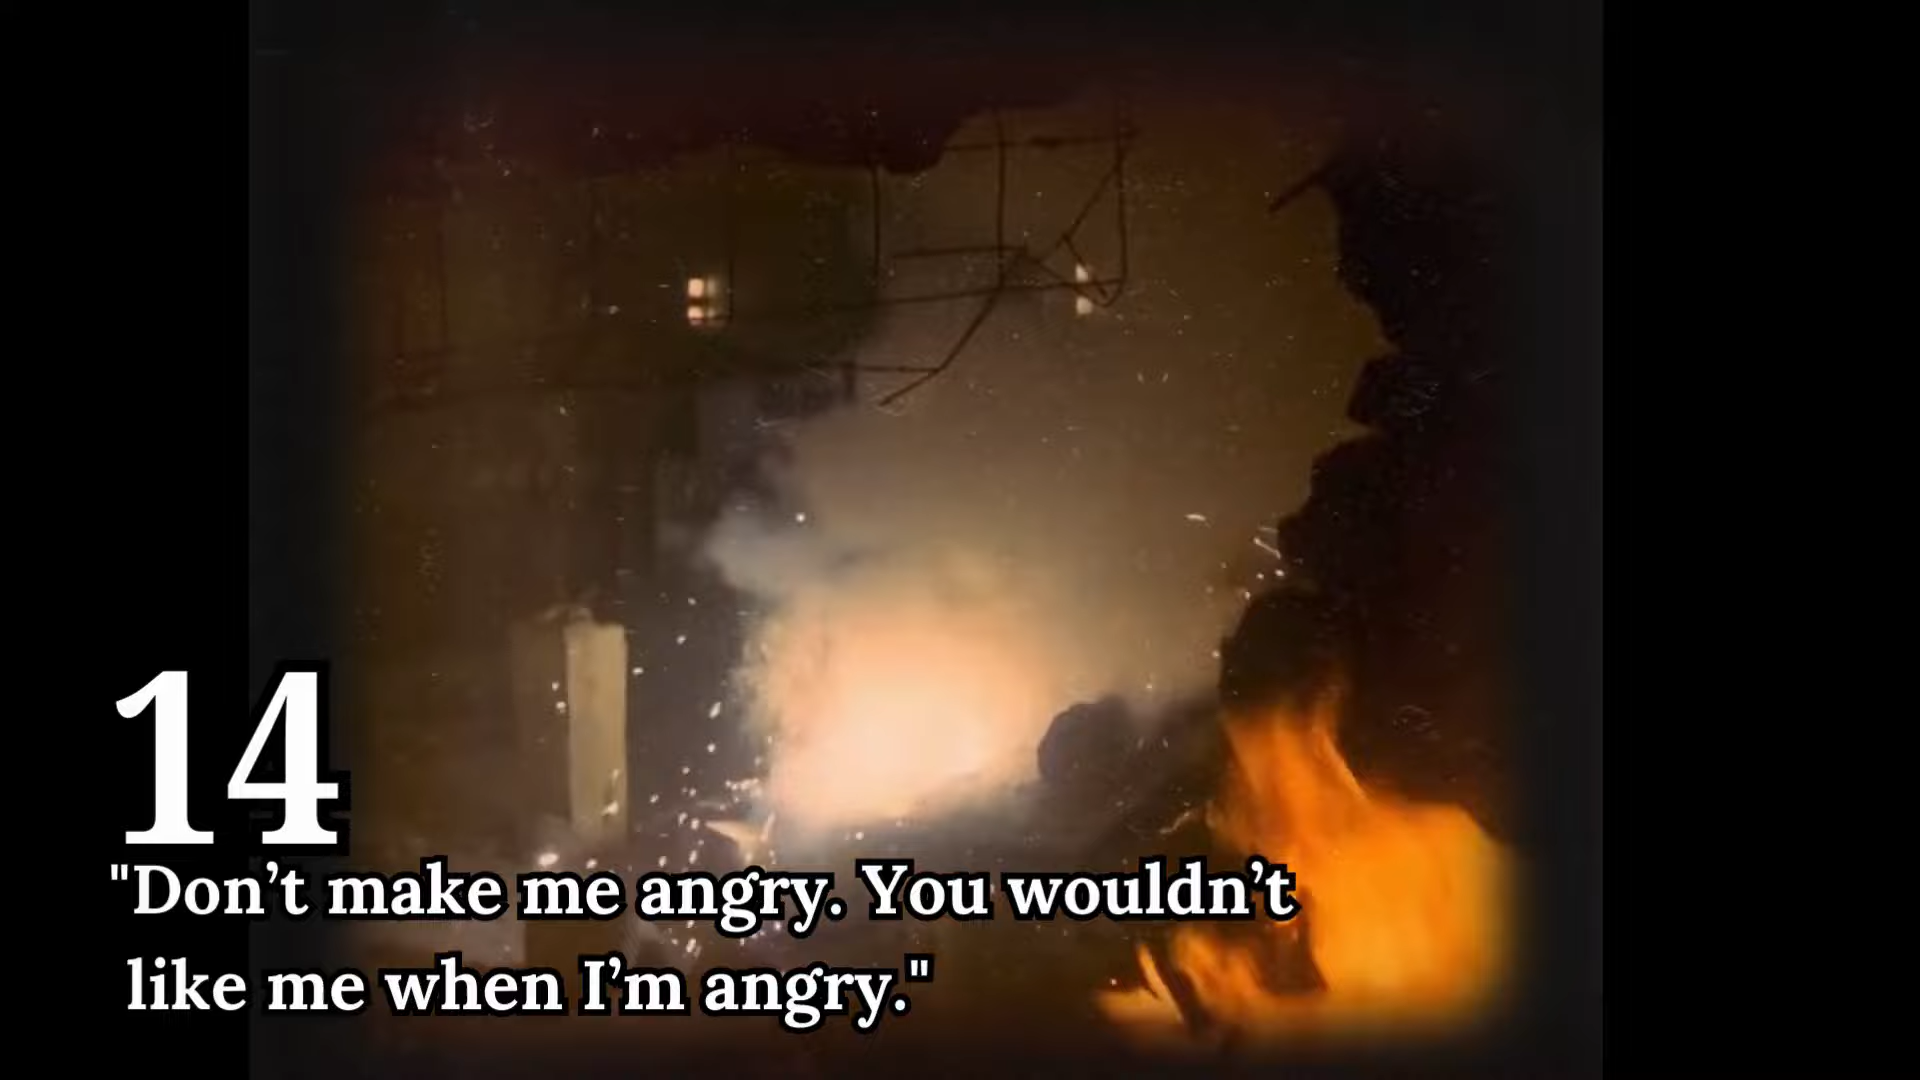 14
"Don’t make me angry. You wouldn’t
like me when I’m angry."